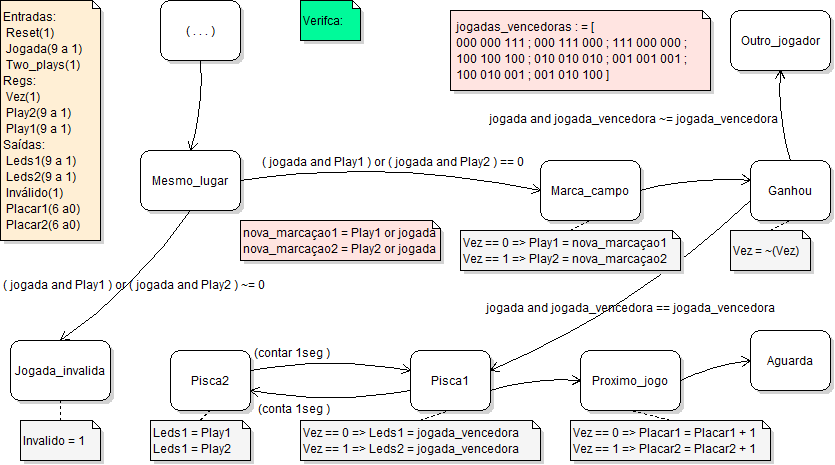 Entradas:
Reset(1)
Jogada(9 a 1)
Two_plays(1)
Regs:
Vez(1)
Play2(9 a 1)
Play1(9 a 1)
Saídas:
Leds1(9 a 1)
Leds2(9 a 1)
Inválido(1)
Placar1(6 a0)
Placar2(6 a0)
( . . . )
Verifca:
jogadas_vencedoras : = [
000 000 111 ; 000 111 000 ; 111 000 000 ;
100 100 100 ; 010 010 010 ; 001 001 001 ;
100 010 001 ; 001 010 100 ]
Outro_jogador
jogada and jogada_vencedora ~= jogada_vencedora
Mesmo_lugar
( jogada and Play1 ) or ( jogada and Play2 ) == 0
Marca_campo
Ganhou
nova_marcaçao1 = Play1 or jogada
nova_marcaçao2 = Play2 or jogada
Vez == 0 => Play1 = nova_marcação1
Vez == 1 => Play2 = nova_marcação2
Vez = ~(Vez)
( jogada and Play1 ) or ( jogada and Play2 ) ~= 0
jogada and jogada_vencedora == jogada_vencedora
Jogada_invalida
Pisca2
(contar 1seg )
(conta 1seg )
Pisca1
Proximo_jogo
Aguarda
Invalido = 1
Leds1 = Play1
Leds1 = Play2
Vez == 0 => Leds1 = jogada_vencedora
Vez == 1 => Leds2 = jogada_vencedora
Vez == 0 => Placar1 = Placar1 + 1
Vez == 1 => Placar2 = Placar2 + 1